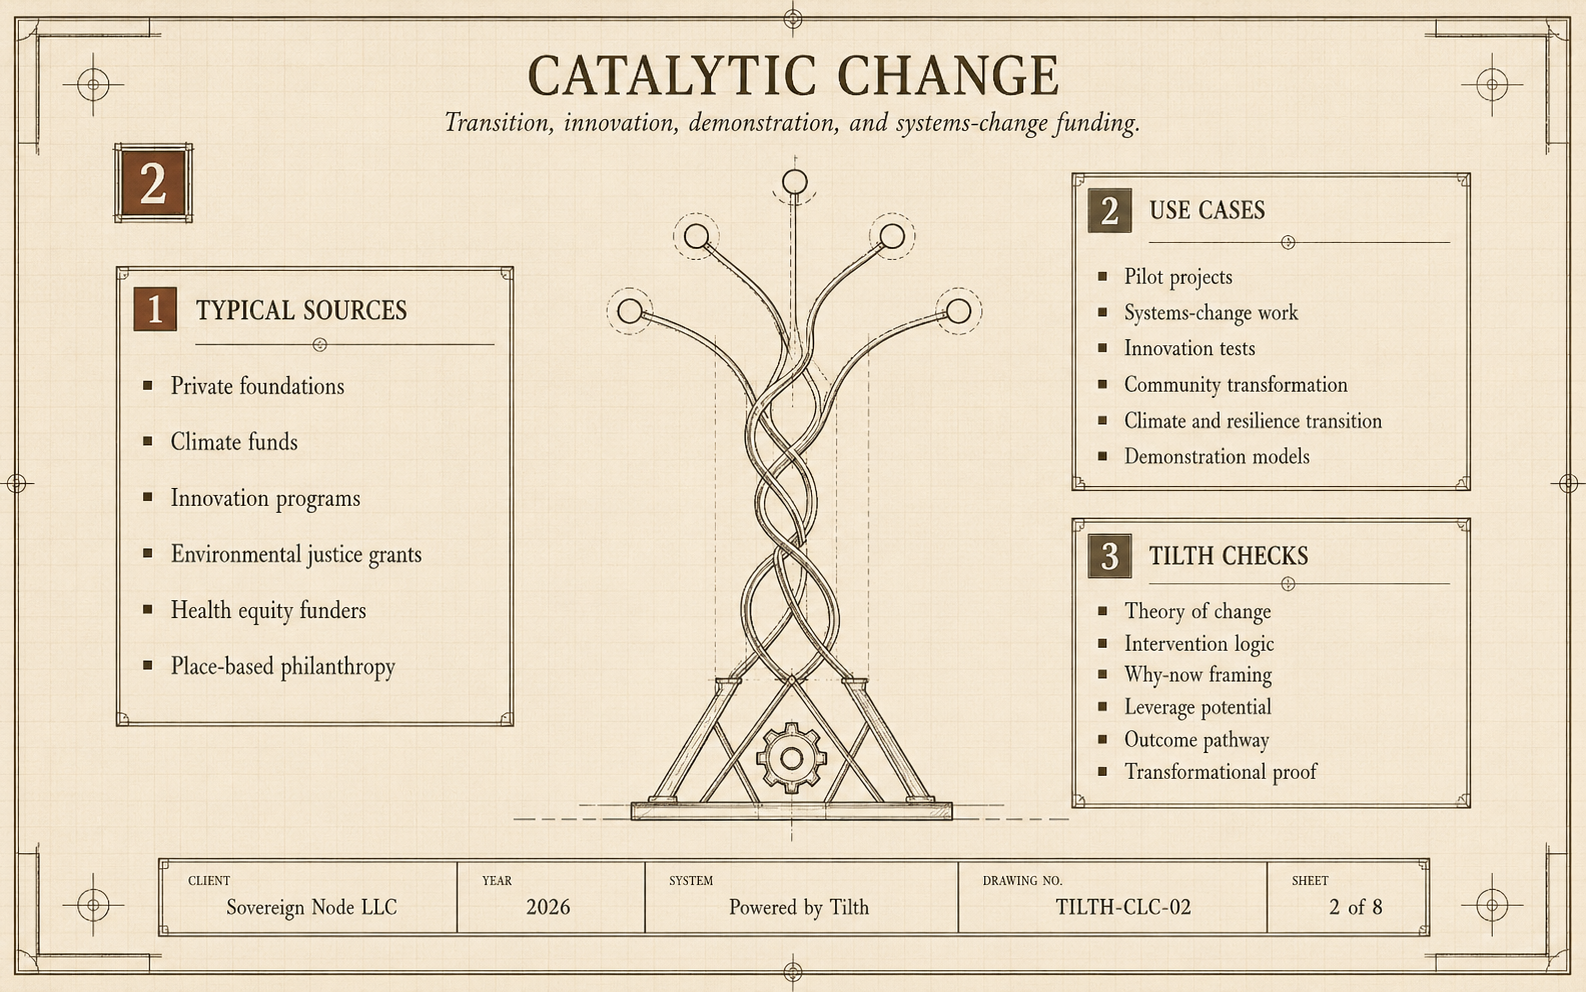 CATALYTIC CHANGE
Transition, innovation, demonstration, and systems-change funding.
2
1 TYPICAL SOURCES
Private foundations
Climate funds
Innovation programs
Environmental justice grants
Health equity funders
Place-based philanthropy
2 USE CASES
Pilot projects
Systems-change work
Innovation tests
Community transformation
Climate and resilience transition
Demonstration models
3 TILTH CHECKS
Theory of change
Intervention logic
Why-now framing
Leverage potential
Outcome pathway
Transformational proof
CLIENT
Sovereign Node LLC
YEAR
2026
SYSTEM
Powered by Tilth
DRAWING NO.
TILTH-CLC-02
SHEET
2 of 8